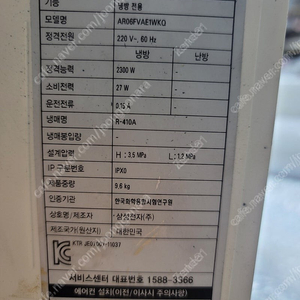 기종 냉방 전용
모델명 AR06FVAE1WKQ
정격전원 220 V~, 60 Hz
냉방 난방
정격능력 2300 W
소비전력 27 W
운전전류 0.16 A
냉매명 R-410A
냉매봉입량
설계압력 H : 3.5 MPa L : 1.2 MPa
IP 규격번호 IPX0
제품중량 9.6 kg
인증기관 한국화학융합시험연구원
상호명 / 제조자 삼성전자(주)
제조국가(원산지) 대한민국
서비스센터 대표번호 1588-3366
에어컨 설치(이전/이사시 주의사항)